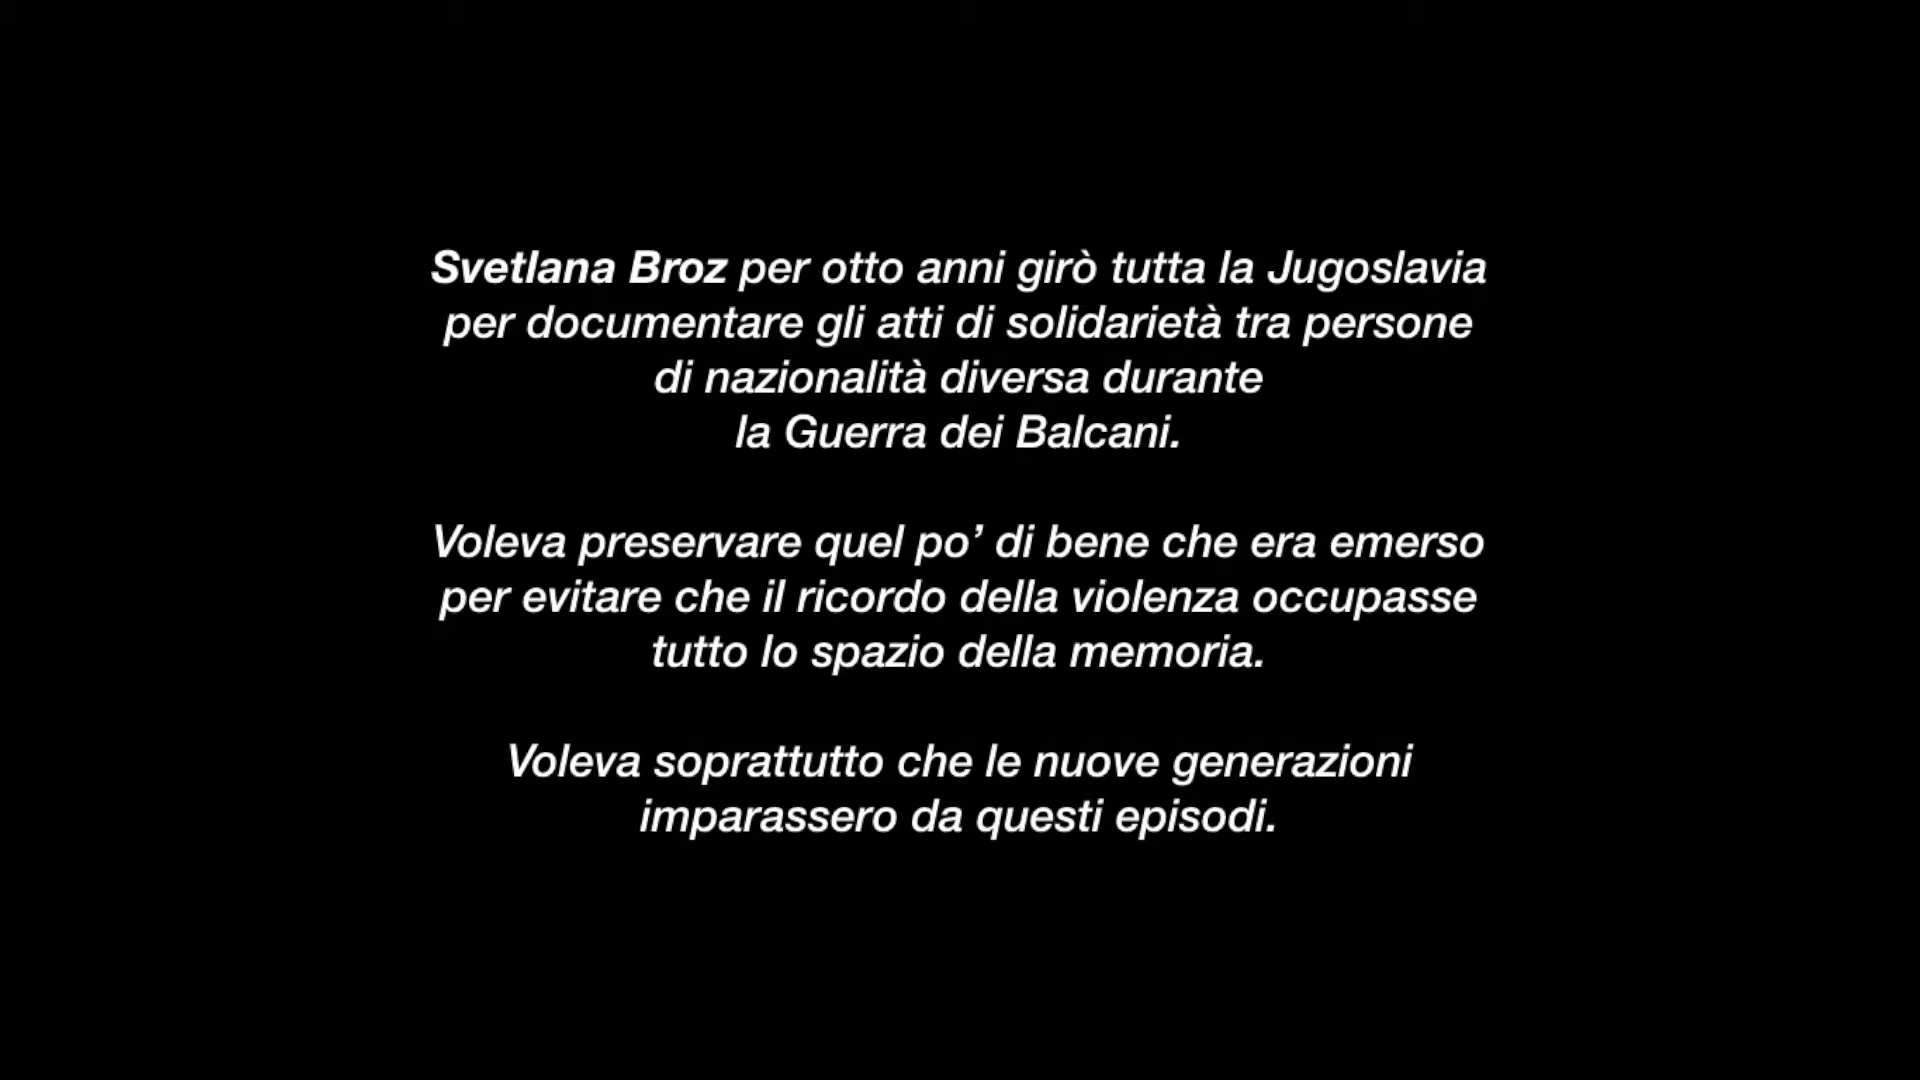 Svetlana Broz per otto anni girò tutta la Jugoslavia
per documentare gli atti di solidarietà tra persone
di nazionalità diversa durante
la Guerra dei Balcani.
Voleva preservare quel po’ di bene che era emerso
per evitare che il ricordo della violenza occupasse
tutto lo spazio della memoria.
Voleva soprattutto che le nuove generazioni
imparassero da questi episodi.